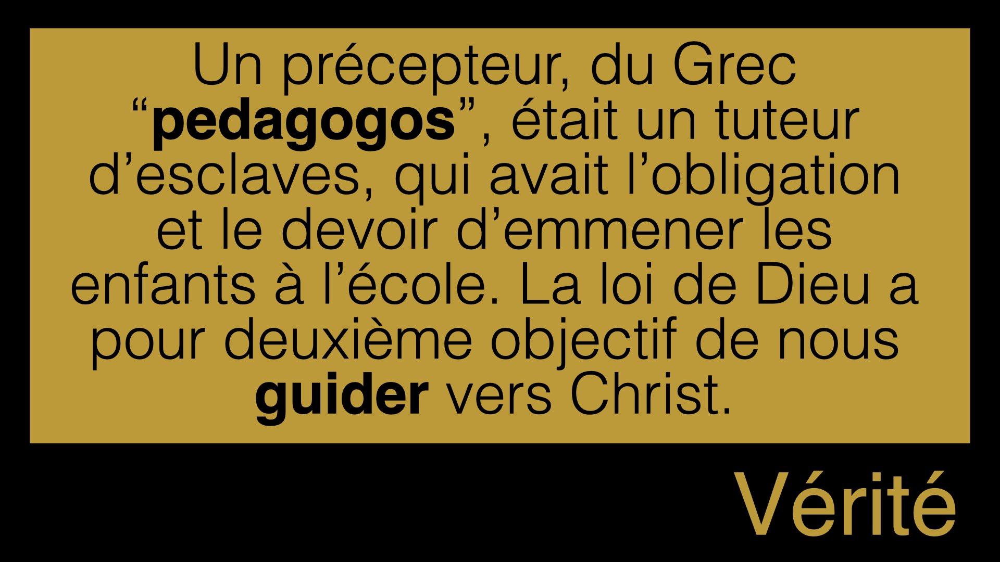 Un précepteur, du Grec
“pedagogos”, était un tuteur
d’esclaves, qui avait l’obligation
et le devoir d’emmener les
enfants à l’école. La loi de Dieu a
pour deuxième objectif de nous
guider vers Christ.
Vérité